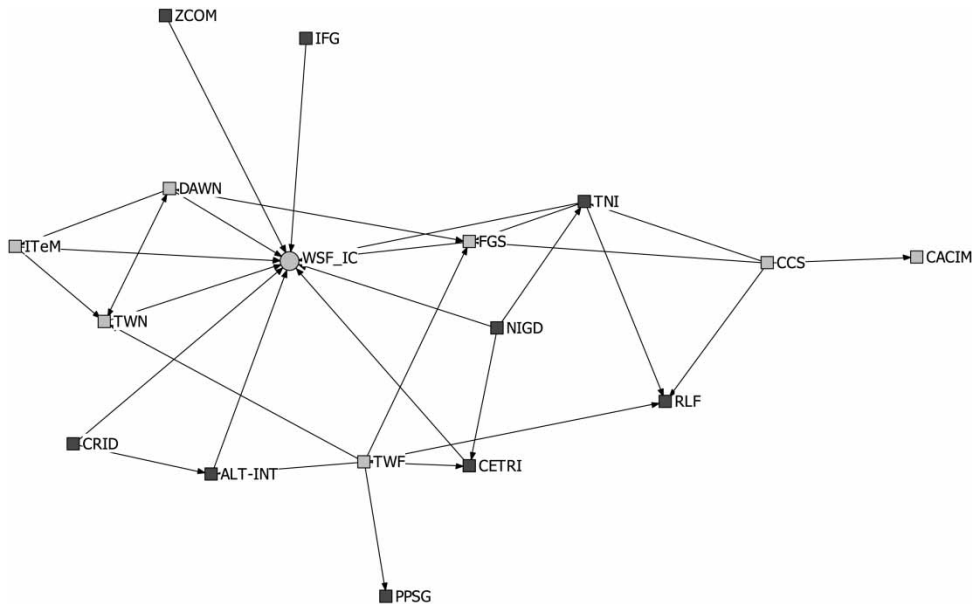 ZCOM
IFG
DAWN
TNI
ITeM
WSF_IC
FGS
CCS
CACIM
TWN
NIGD
RLF
CRID
ALT-INT
TWF
CETRI
PPSG